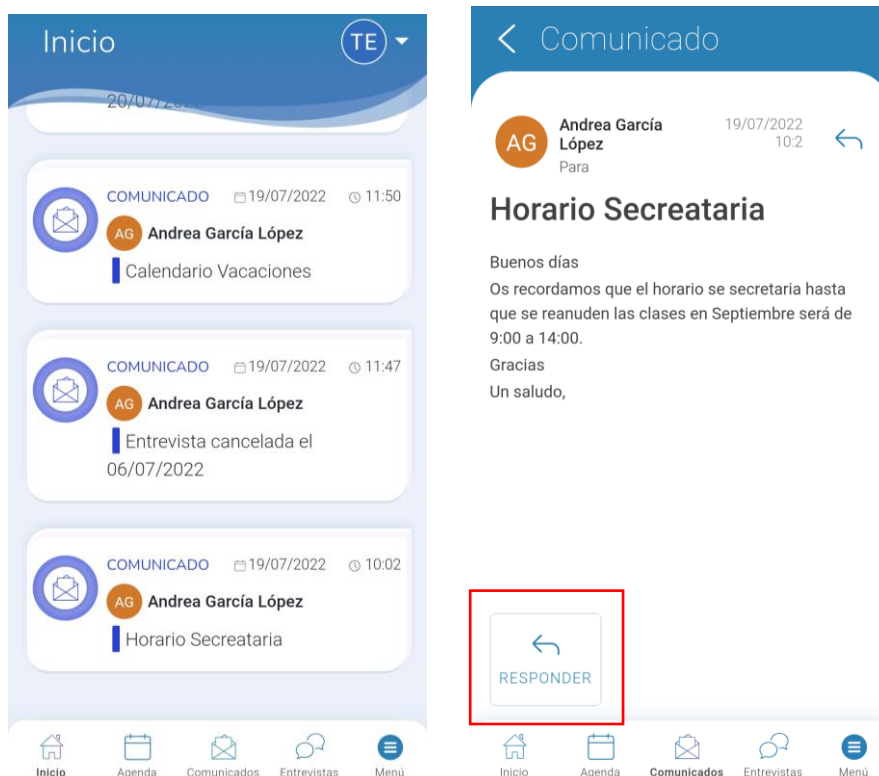 Inicio
TE
COMUNICADO 19/07/2022 11:50
AG Andrea García López
Calendario Vacaciones
COMUNICADO 19/07/2022 11:47
AG Andrea García López
Entrevista cancelada el
06/07/2022
COMUNICADO 19/07/2022 10:02
AG Andrea García López
Horario Secreataria
Inicio Agenda Comunicados Entrevistas Menú
Comunicado
AG
Andrea García
López
Para
19/07/2022
10:2
Horario Secreataria
Buenos días
Os recordamos que el horario se secretaria hasta
que se reanuden las clases en Septiembre será de
9:00 a 14:00.
Gracias
Un saludo,
RESPONDER
Inicio Agenda Comunicados Entrevistas Menú